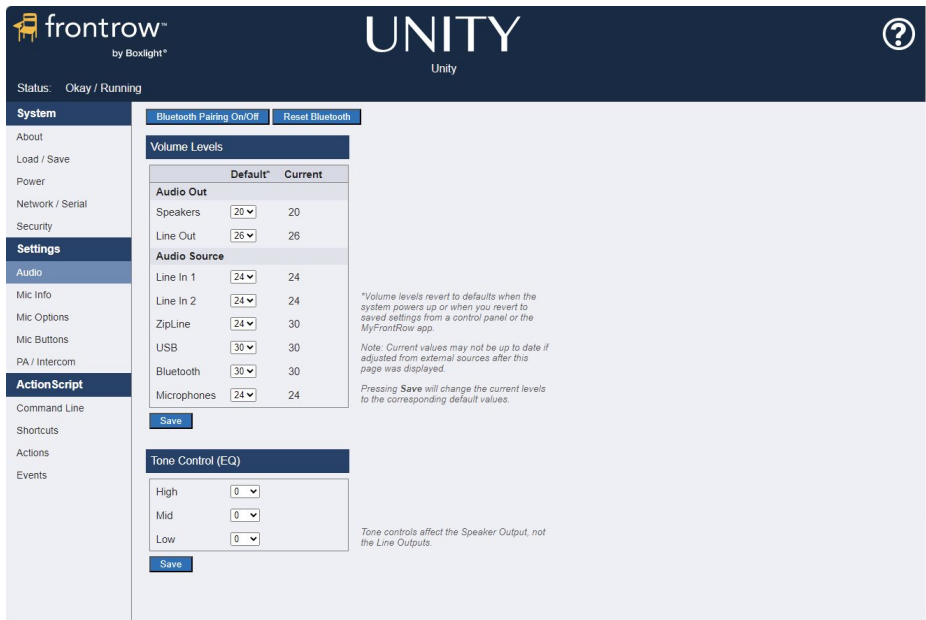 frontrow™
by Boxlight®
UNITY
Unity
?
Status: Okay / Running
System
About
Load / Save
Power
Network / Serial
Security
Settings
Audio
Mic Info
Mic Options
Mic Buttons
PA / Intercom
ActionScript
Command Line
Shortcuts
Actions
Events
Bluetooth Pairing On/Off Reset Bluetooth
Volume Levels
Default* Current
Audio Out
Speakers 20 20
Line Out 26 26
Audio Source
Line In 1 24 24
Line In 2 24 24
ZipLine 24 30
USB 30 30
Bluetooth 30 30
Microphones 24 24
Save
*Volume levels revert to defaults when the
system powers up or when you revert to
saved settings from a control panel or the
MyFrontRow app.
Note: Current values may not be up to date if
adjusted from external sources after this
page was displayed.
Pressing Save will change the current levels
to the corresponding default values.
Tone Control (EQ)
High 0
Mid 0
Low 0
Save
Tone controls affect the Speaker Output, not
the Line Outputs.